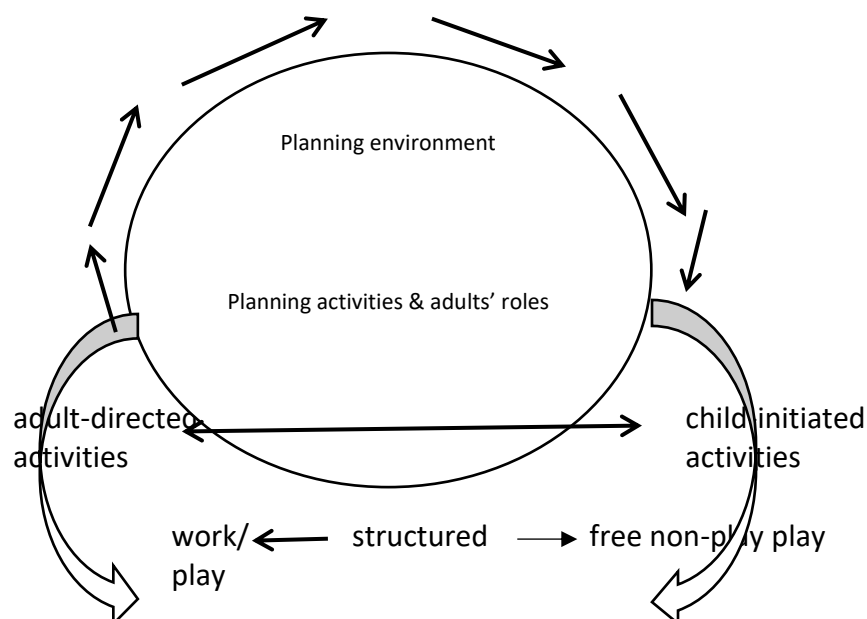 Planning environment
Planning activities & adults’ roles
adult-directed child-initiated
activities activities
work/ structured free non-play play
play